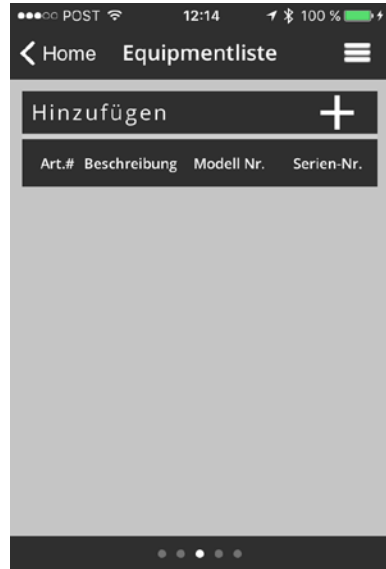 POST 12:14 100 %
Home Equipmentliste
Hinzufügen
Art.# Beschreibung Modell Nr. Serien-Nr.